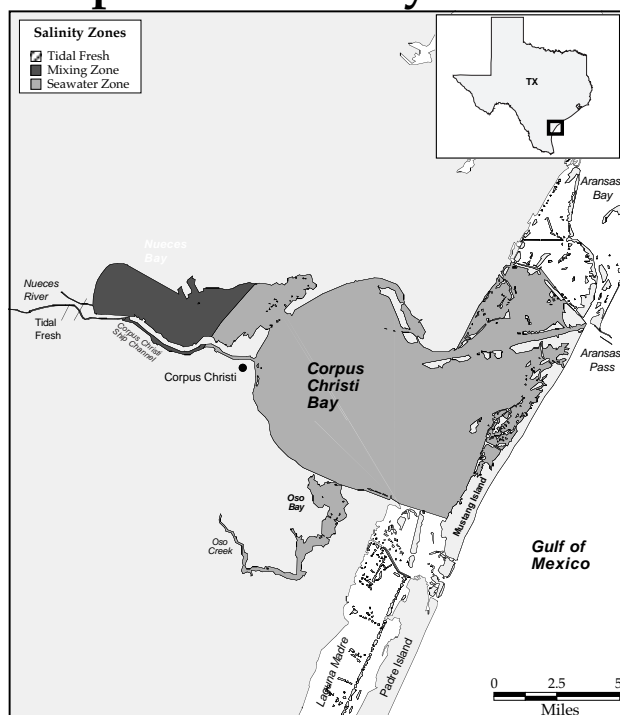 Salinity Zones
Tidal Fresh
Mixing Zone
Seawater Zone
TX
Aransas
Bay
Nueces
Bay
Nueces
River
Tidal
Fresh
Corpus Christi
Ship Channel
Corpus Christi
Corpus
Christi
Bay
Aransas
Pass
Oso
Bay
Oso
Creek
Mustang Island
Gulf of
Mexico
Laguna Madre
Padre Island
0 2.5 5
Miles